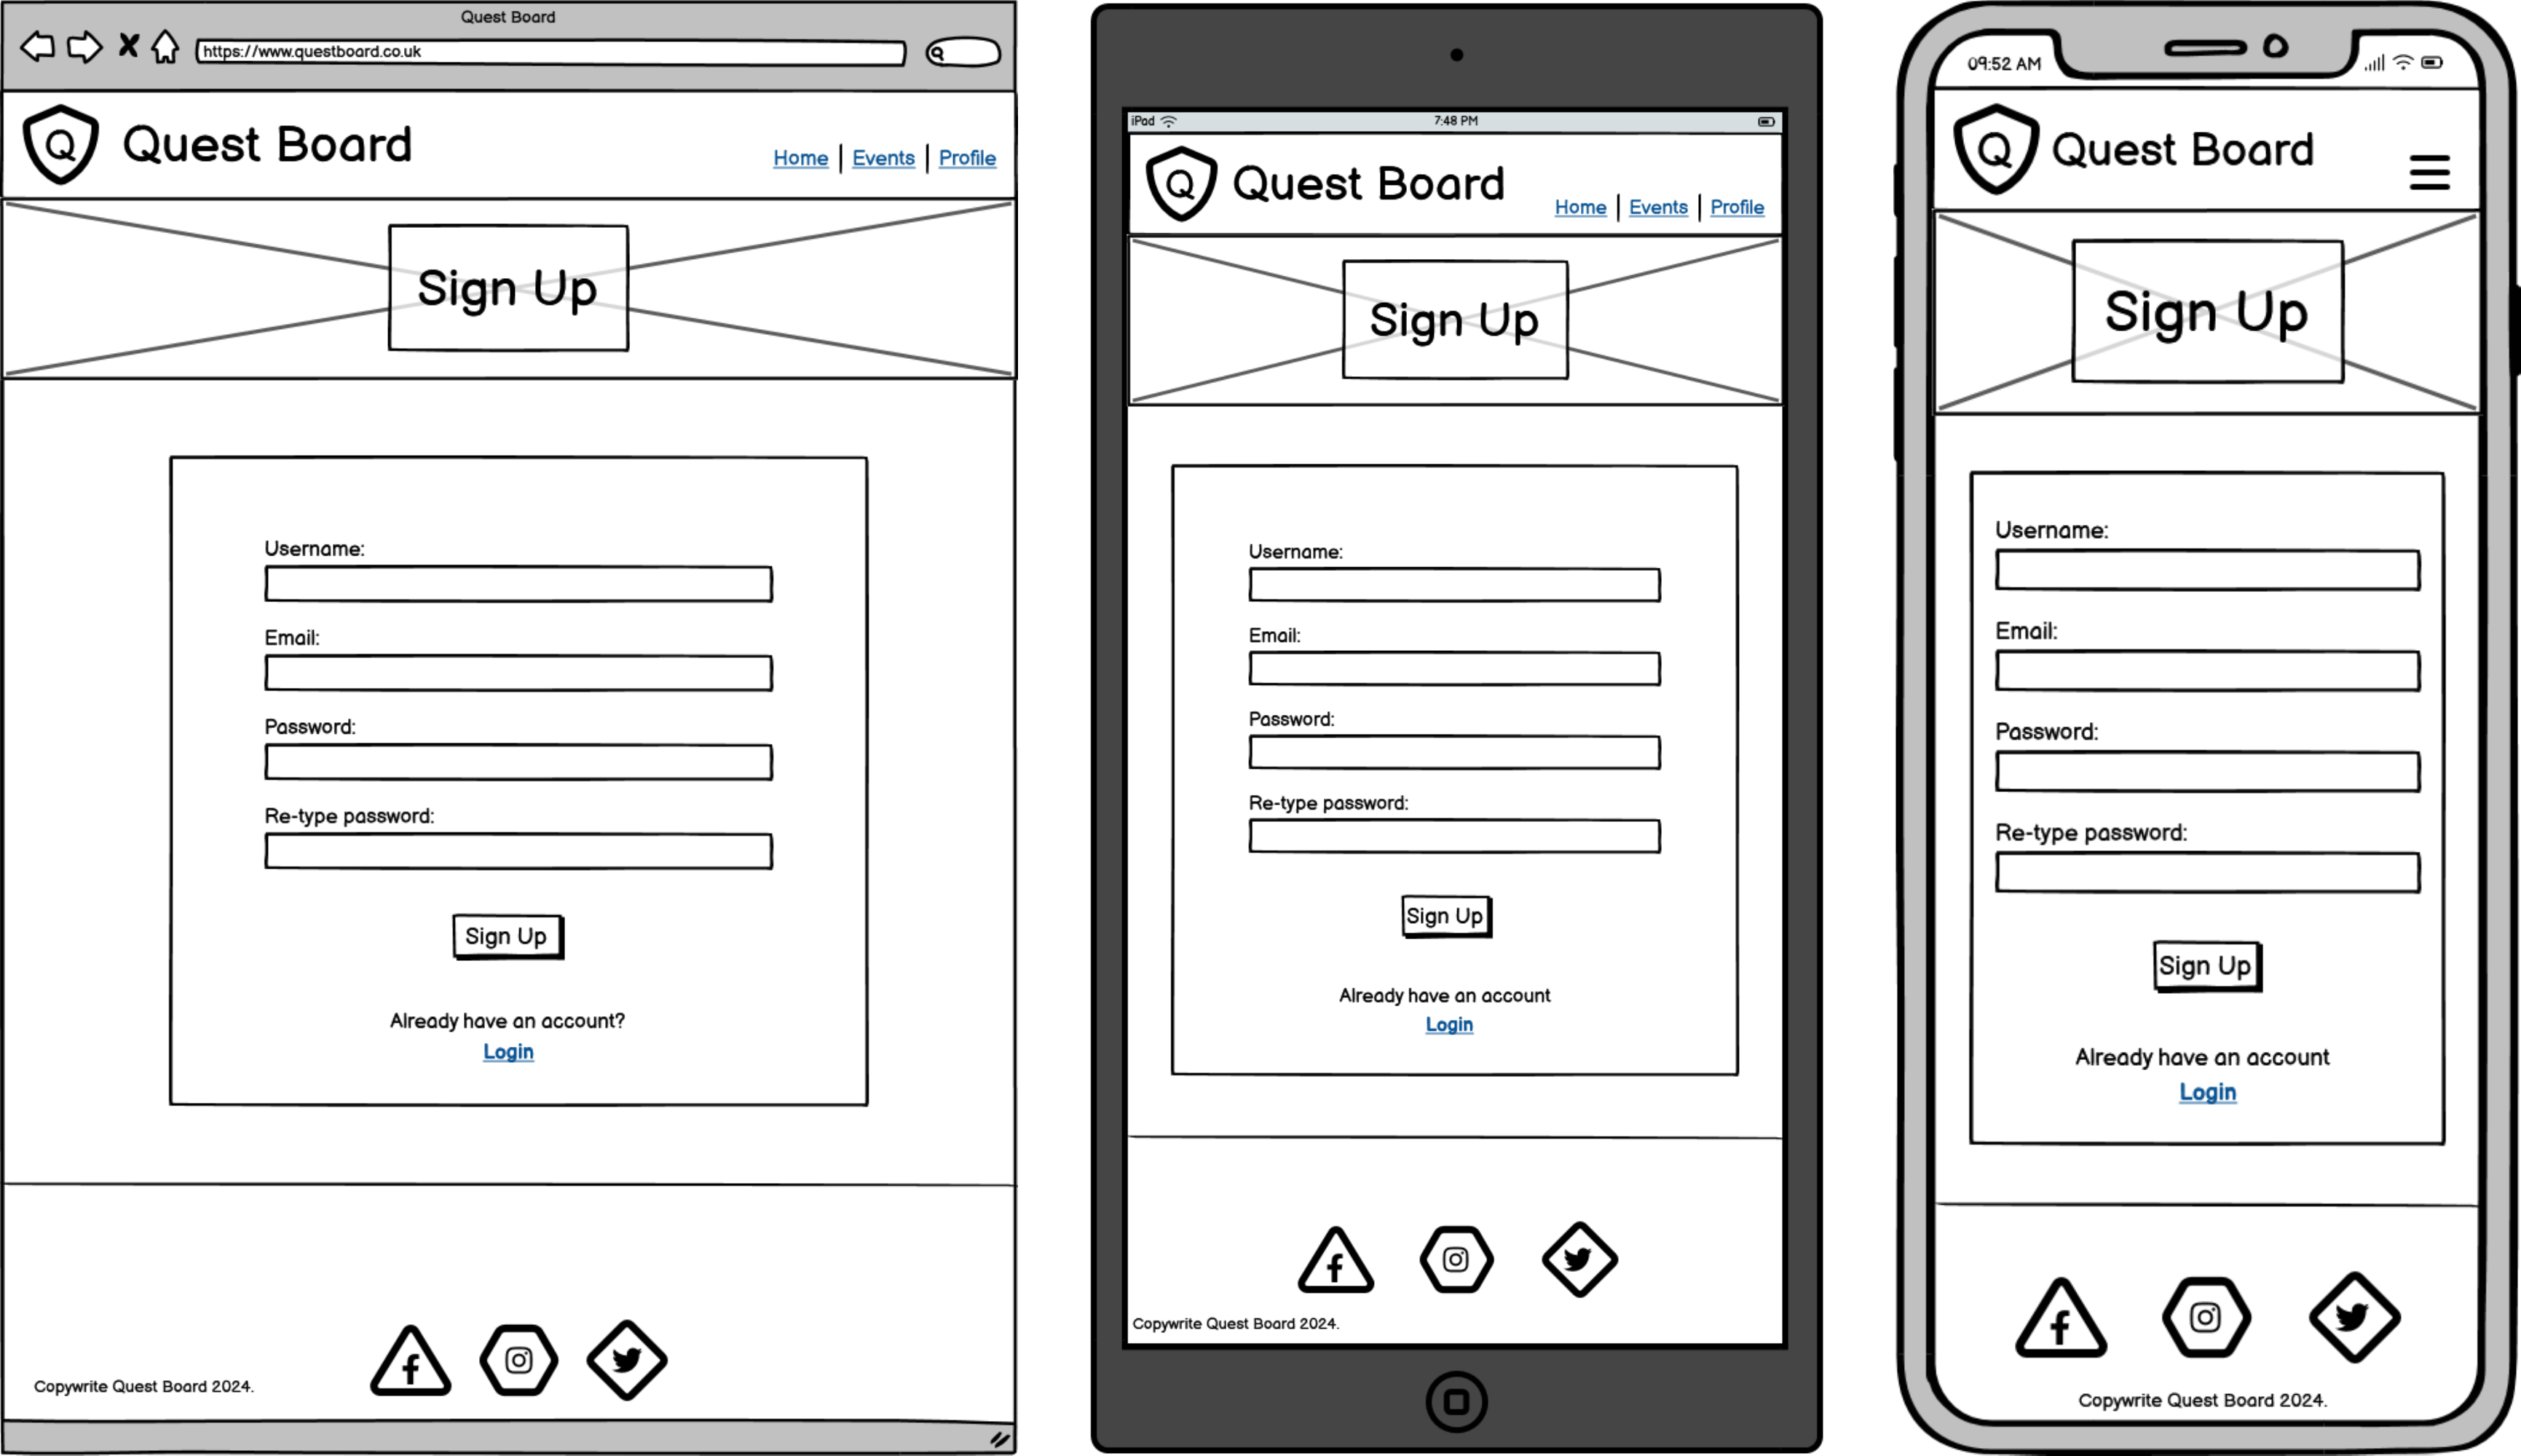 Quest Board
https://www.questboard.co.uk
Q Quest Board
Home | Events | Profile
Sign Up
Username:
Email:
Password:
Re-type password:
Sign Up
Already have an account?
Login
Copywrite Quest Board 2024.
iPad 7:48 PM
Q Quest Board
Home | Events | Profile
Sign Up
Username:
Email:
Password:
Re-type password:
Sign Up
Already have an account
Login
Copywrite Quest Board 2024.
09:52 AM
Q Quest Board
Sign Up
Username:
Email:
Password:
Re-type password:
Sign Up
Already have an account
Login
Copywrite Quest Board 2024.